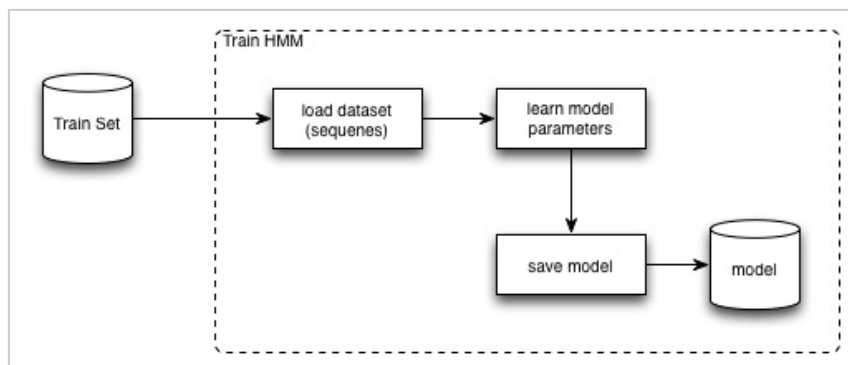 Train HMM
Train Set
load dataset
(sequenes)
learn model
parameters
save model
model